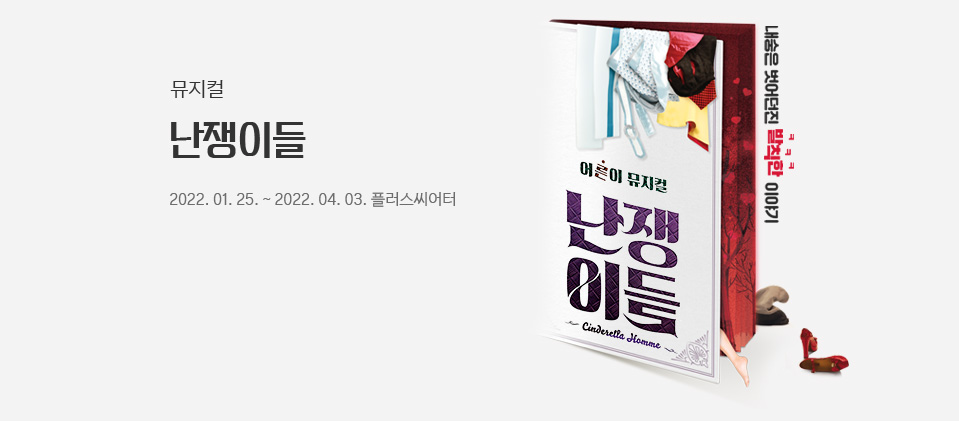 뮤지컬
난쟁이들
2022. 01. 25. ~ 2022. 04. 03. 플러스씨어터
어른이 뮤지컬
난쟁
이들
Cinderella Homme
내숭은 벗어던진 발칙한 이야기